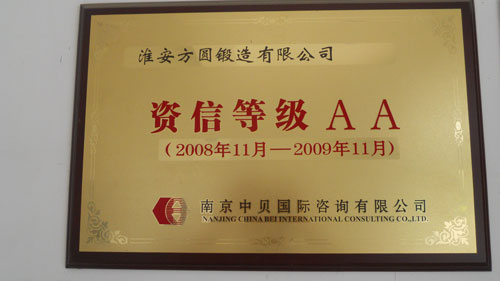 淮安方圆锻造有限公司
资信等级 A A
(2008年11月—2009年11月)
南京中贝国际咨询有限公司
NANJING CHINA BEI INTERNATIONAL CONSULTING CO.,LTD.